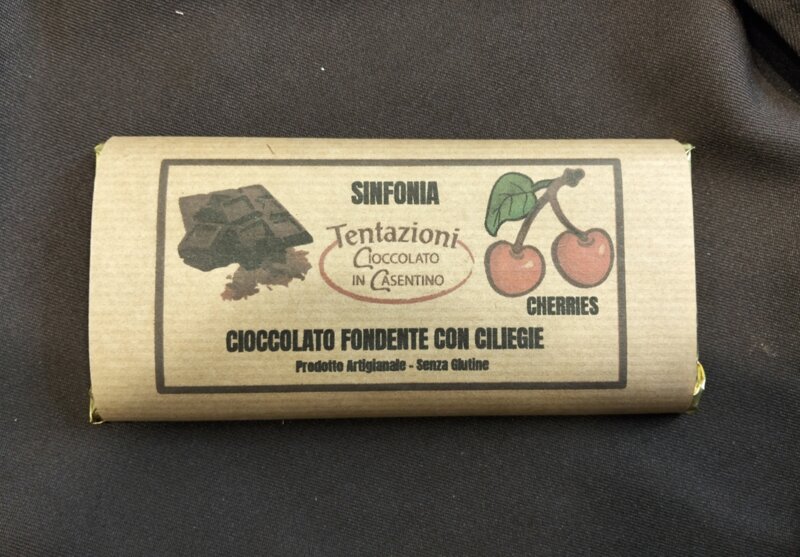 SINFONIA
Tentazioni
CIOCCOLATO
IN CASENTINO
CHERRIES
CIOCCOLATO FONDENTE CON CILIEGIE
Prodotto Artigianale - Senza Glutine